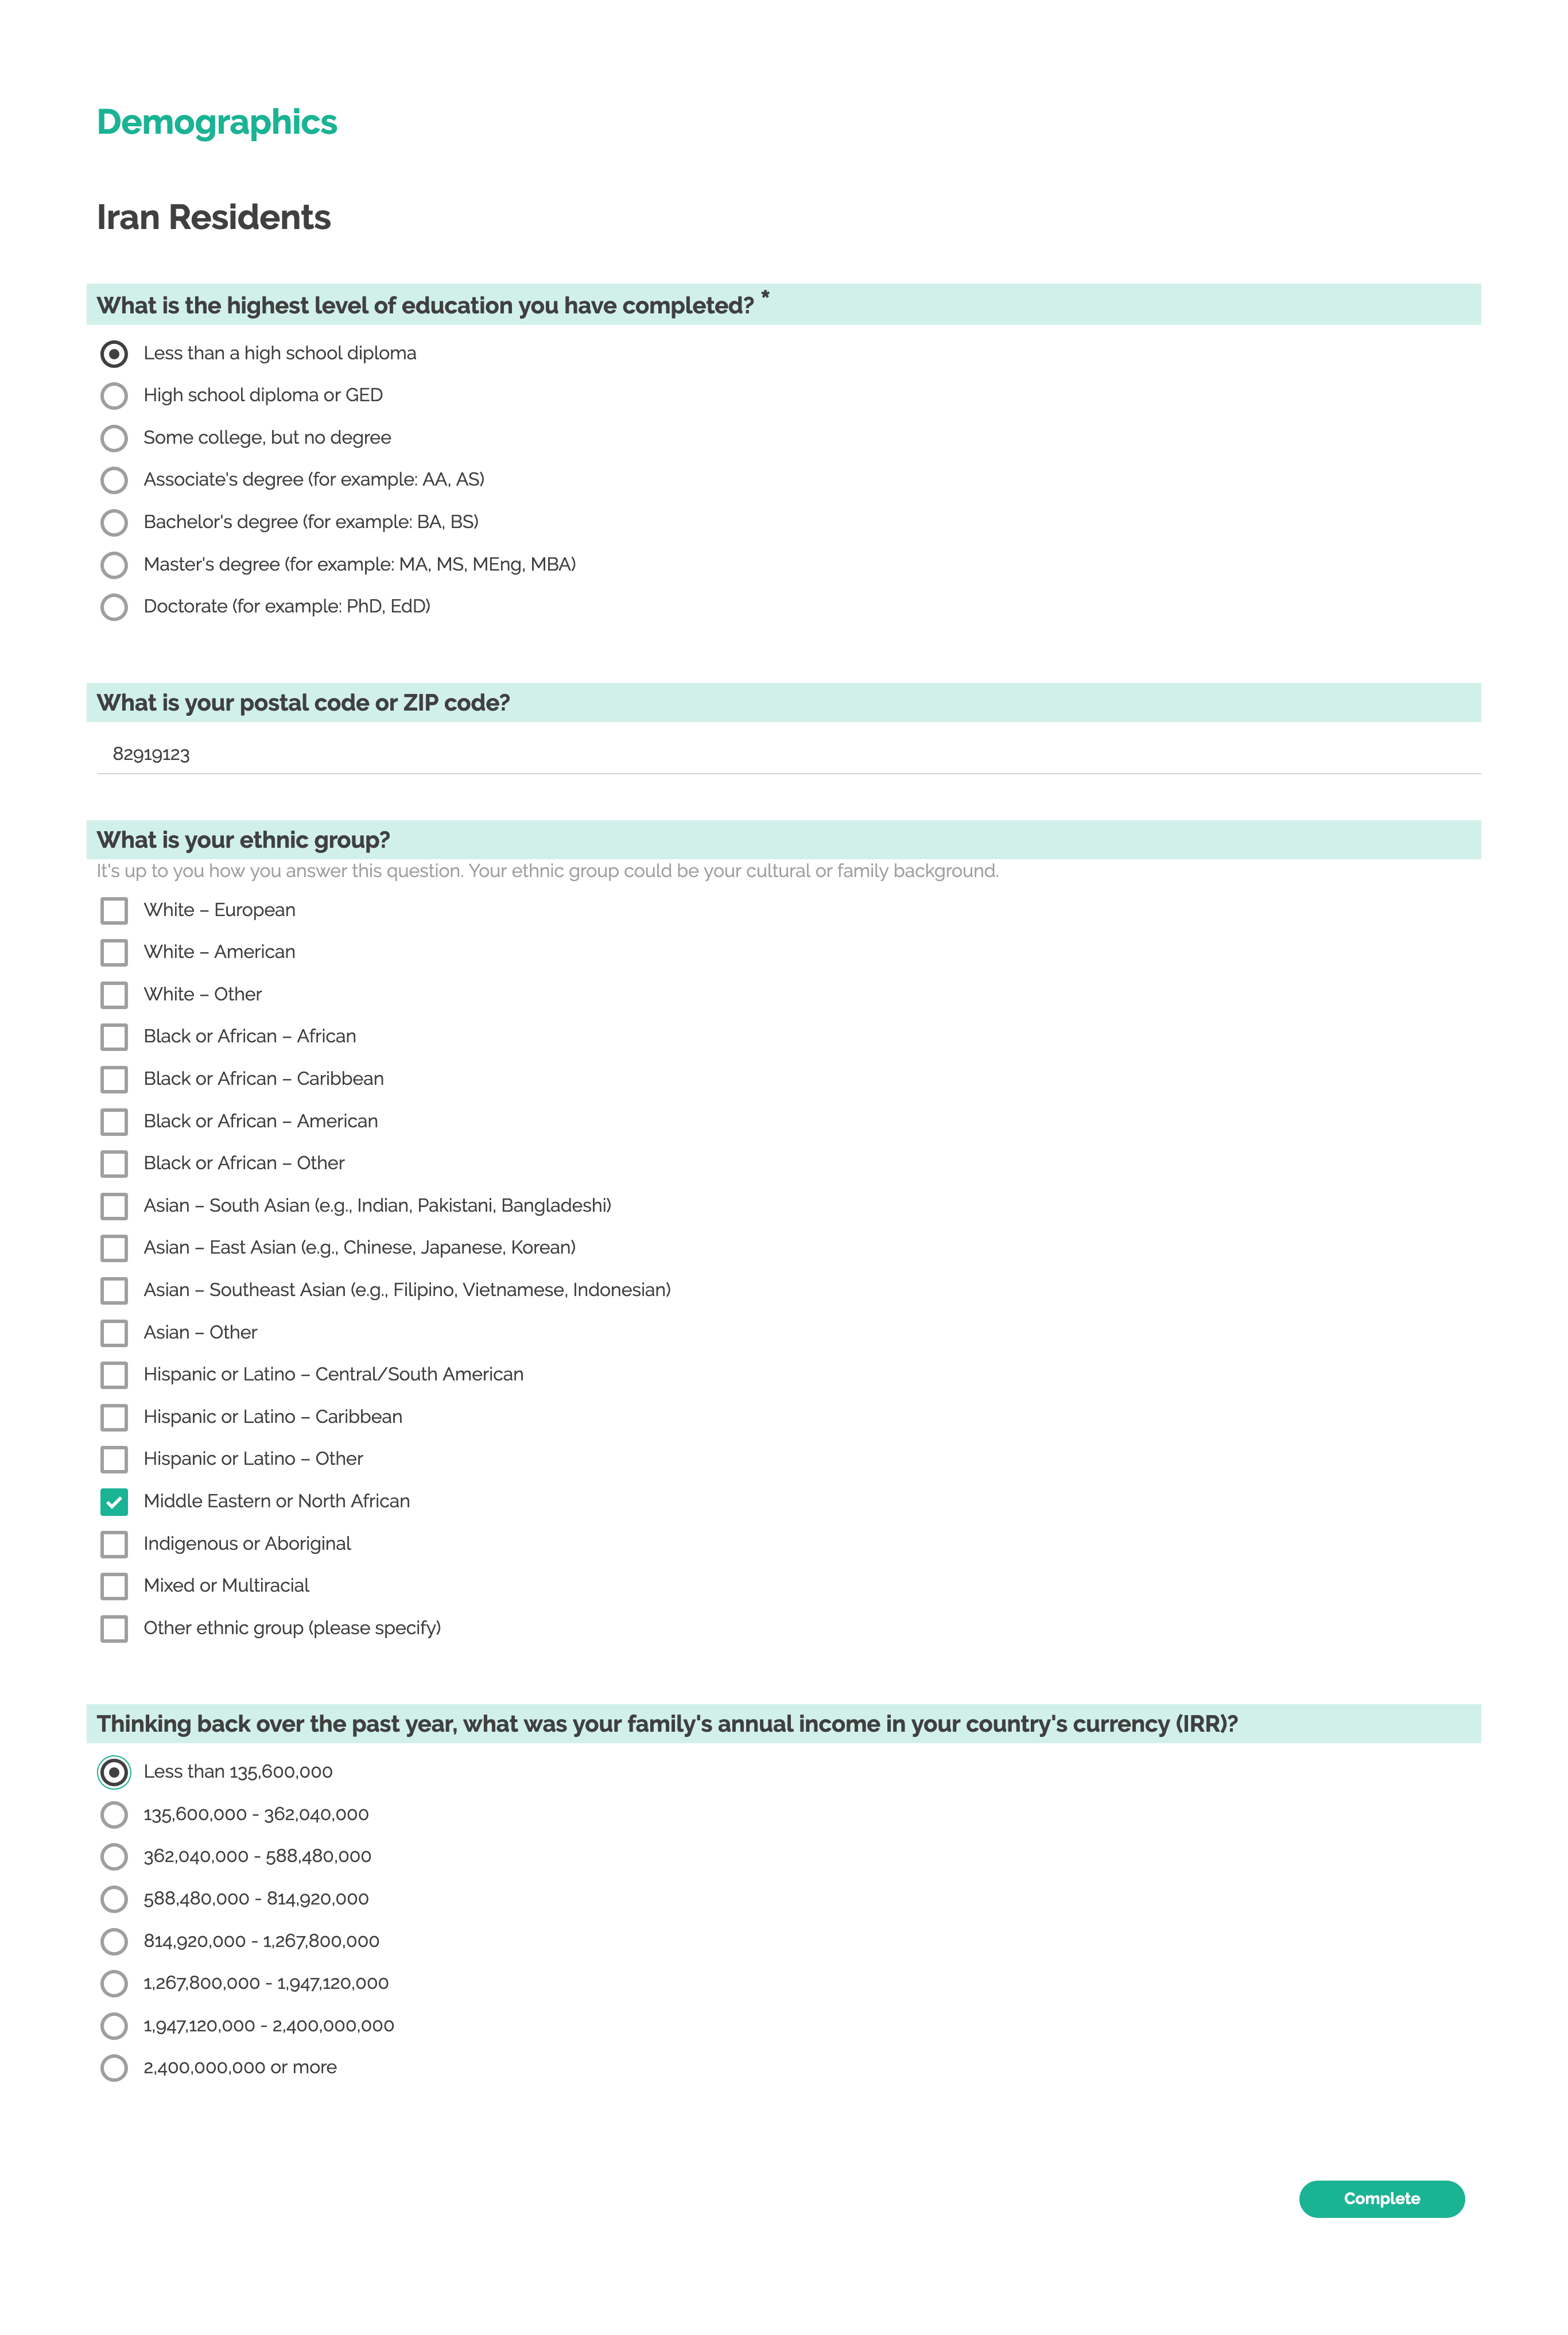 Demographics
Iran Residents
What is the highest level of education you have completed? *
Less than a high school diploma
High school diploma or GED
Some college, but no degree
Associate's degree (for example: AA, AS)
Bachelor's degree (for example: BA, BS)
Master's degree (for example: MA, MS, MEng, MBA)
Doctorate (for example: PhD, EdD)
What is your postal code or ZIP code?
82919123
What is your ethnic group?
It's up to you how you answer this question. Your ethnic group could be your cultural or family background.
White – European
White – American
White – Other
Black or African – African
Black or African – Caribbean
Black or African – American
Black or African – Other
Asian – South Asian (e.g., Indian, Pakistani, Bangladeshi)
Asian – East Asian (e.g., Chinese, Japanese, Korean)
Asian – Southeast Asian (e.g., Filipino, Vietnamese, Indonesian)
Asian – Other
Hispanic or Latino – Central/South American
Hispanic or Latino – Caribbean
Hispanic or Latino – Other
Middle Eastern or North African
Indigenous or Aboriginal
Mixed or Multiracial
Other ethnic group (please specify)
Thinking back over the past year, what was your family's annual income in your country's currency (IRR)?
Less than 135,600,000
135,600,000 - 362,040,000
362,040,000 - 588,480,000
588,480,000 - 814,920,000
814,920,000 - 1,267,800,000
1,267,800,000 - 1,947,120,000
1,947,120,000 - 2,400,000,000
2,400,000,000 or more
Complete